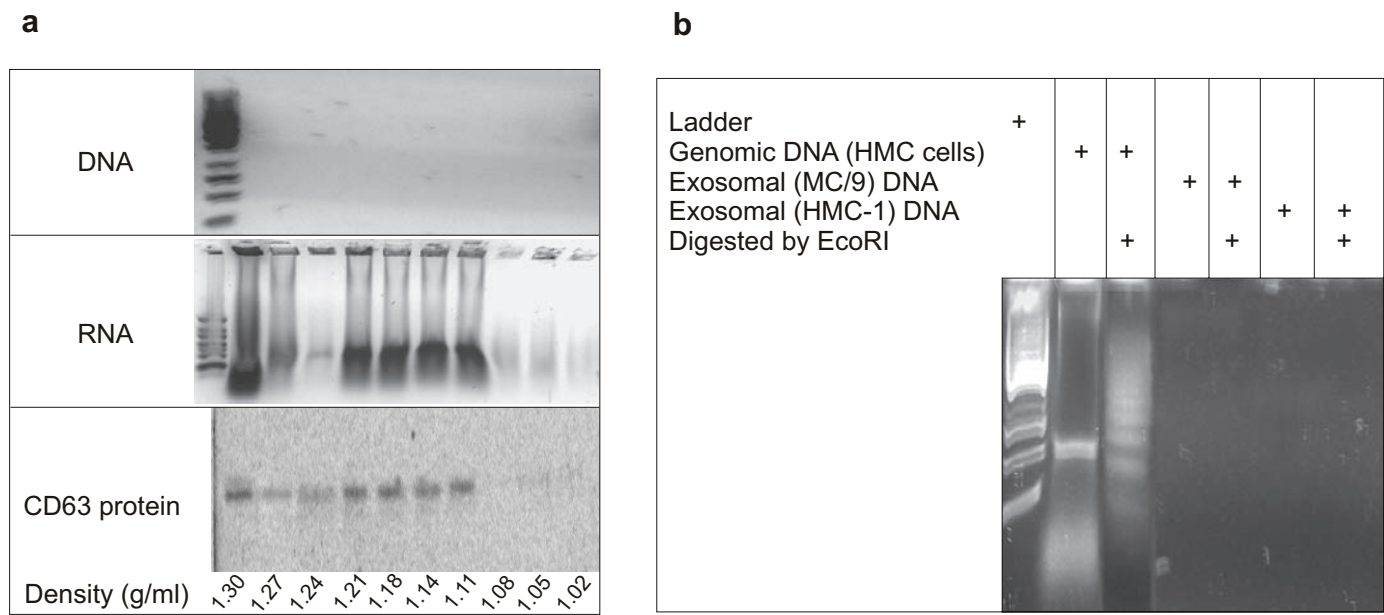 a
DNA
RNA
CD63 protein
Density (g/ml) 1.30 1.27 1.24 1.21 1.18 1.14 1.11 1.08 1.05 1.02
b
Ladder +
Genomic DNA (HMC cells) + +
Exosomal (MC/9) DNA + +
Exosomal (HMC-1) DNA + +
Digested by EcoRI + + +